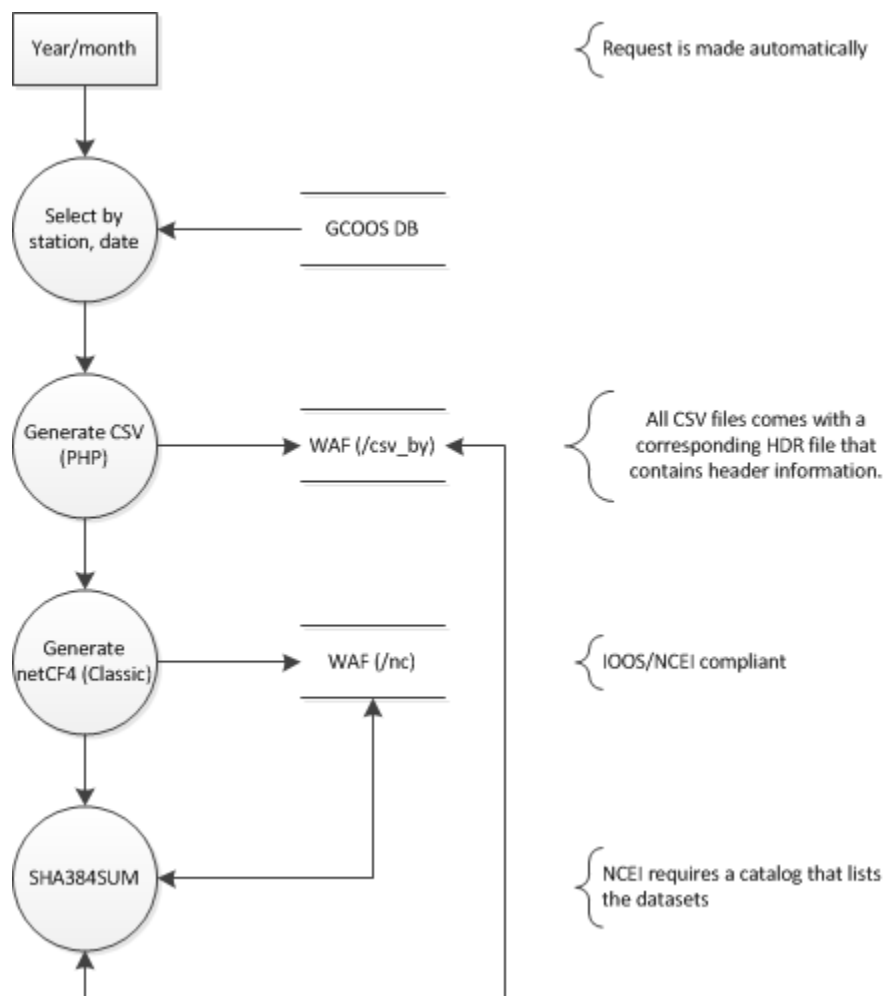 Year/month
Request is made automatically
Select by
station, date
GCOOS DB
Generate CSV
(PHP)
WAF (/csv_by)
All CSV files comes with a
corresponding HDR file that
contains header information.
Generate
netCF4 (Classic)
WAF (/nc)
IOOS/NCEI compliant
SHA384SUM
NCEI requires a catalog that lists
the datasets